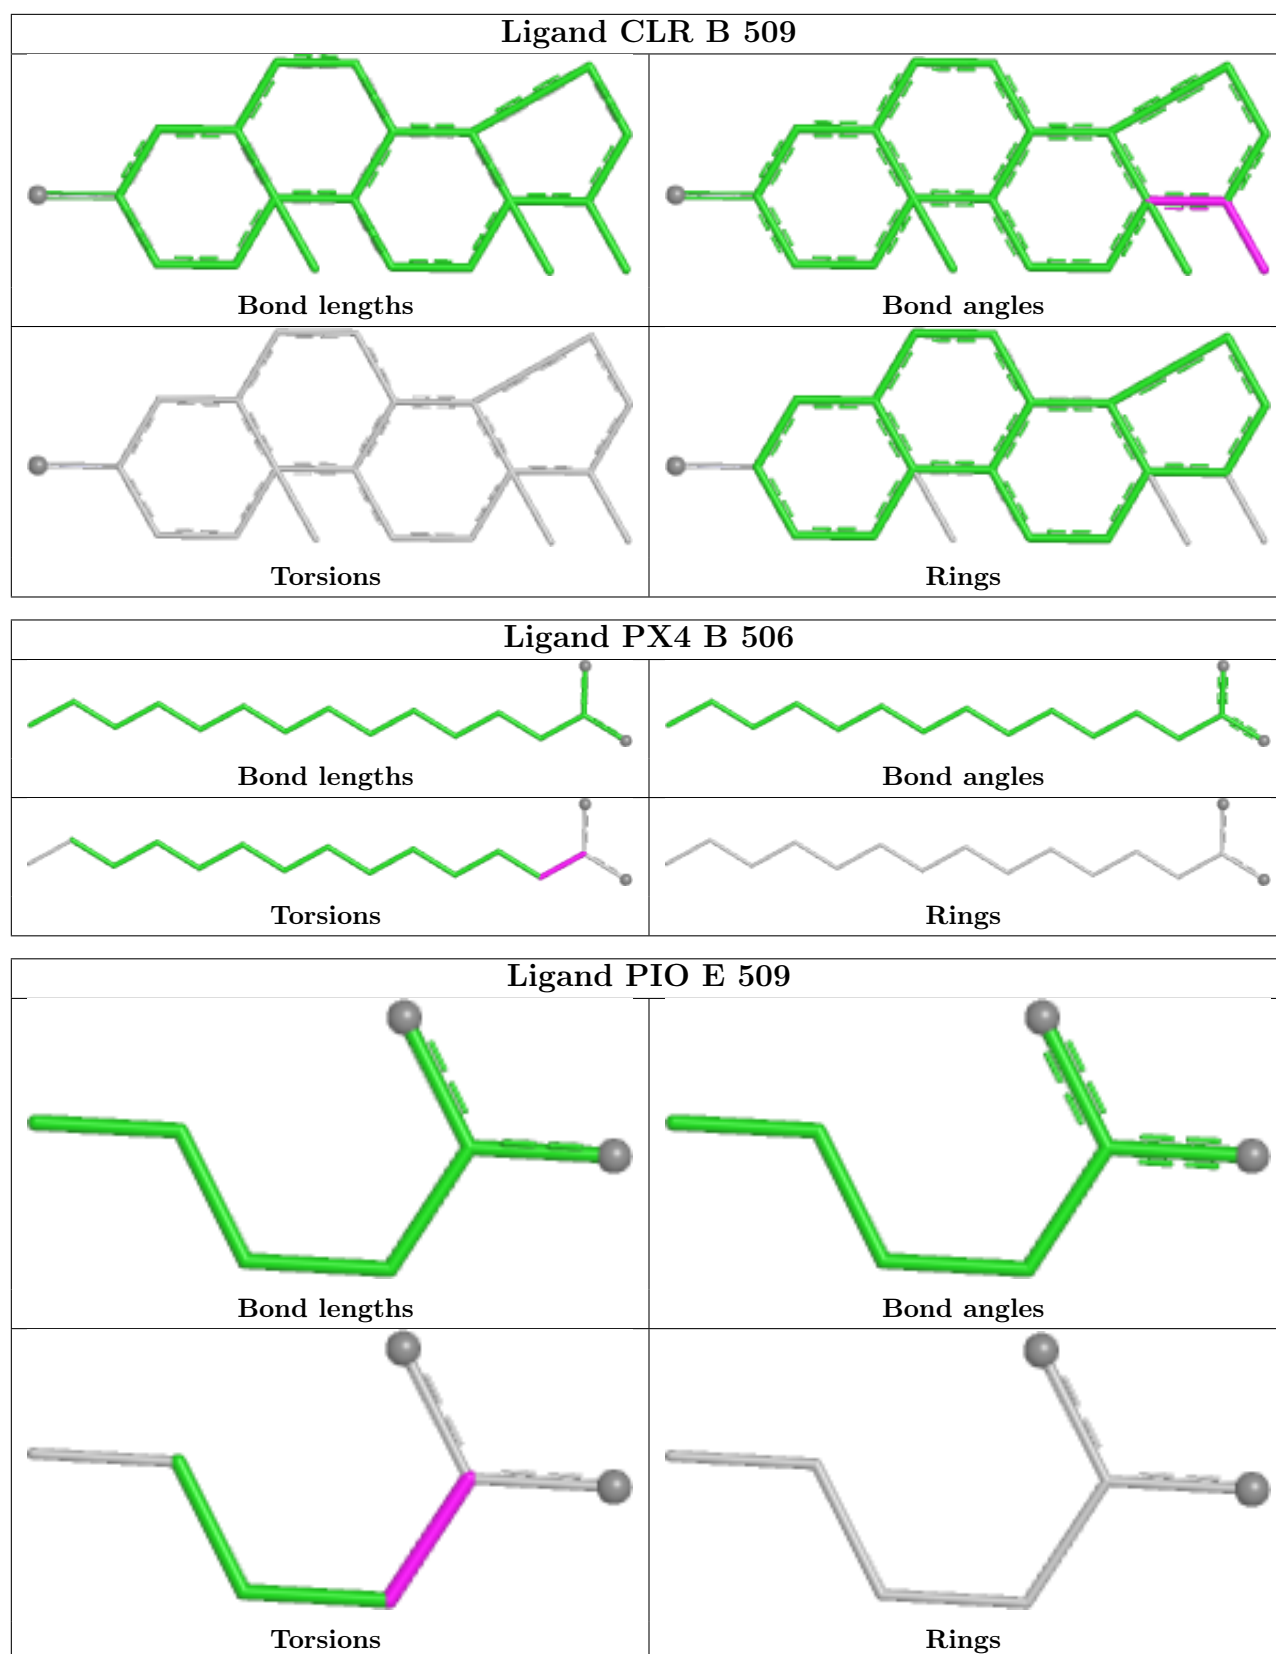 Ligand CLR B 509
Bond lengths
Bond angles
Torsions
Rings
Ligand PX4 B 506
Bond lengths
Bond angles
Torsions
Rings
Ligand PIO E 509
Bond lengths
Bond angles
Torsions
Rings